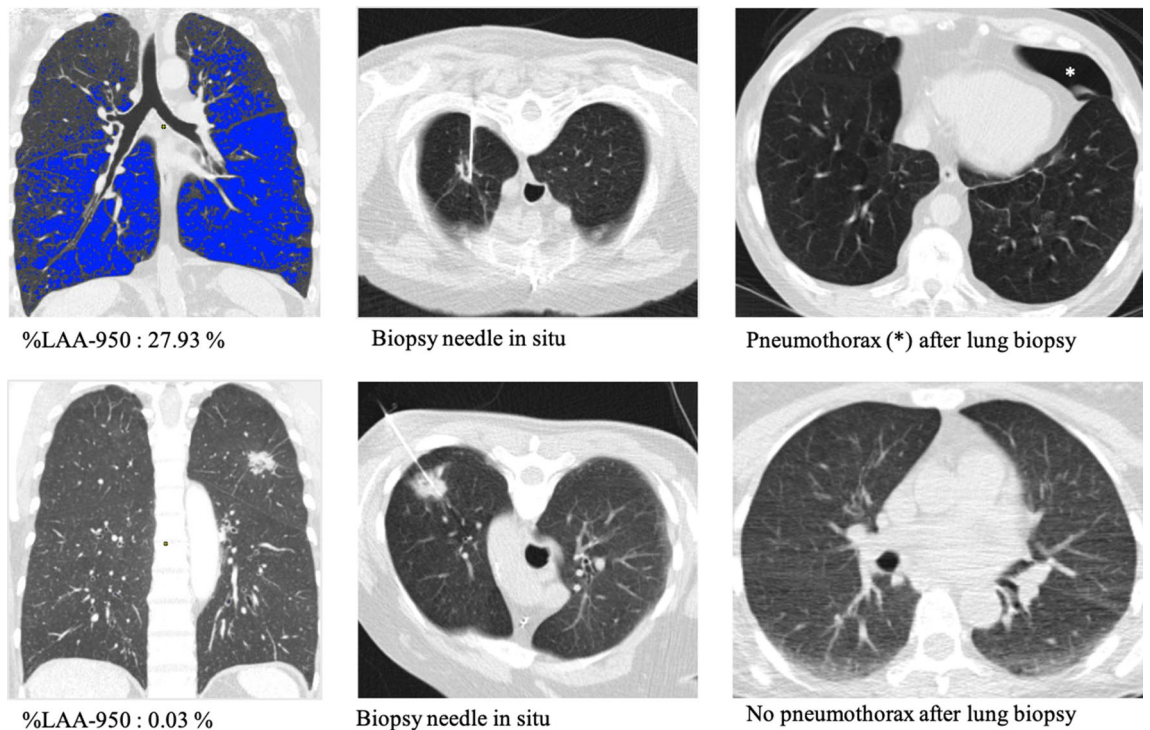 %LAA-950 : 27.93 %
Biopsy needle in situ
*
Pneumothorax (*) after lung biopsy
%LAA-950 : 0.03 %
Biopsy needle in situ
No pneumothorax after lung biopsy